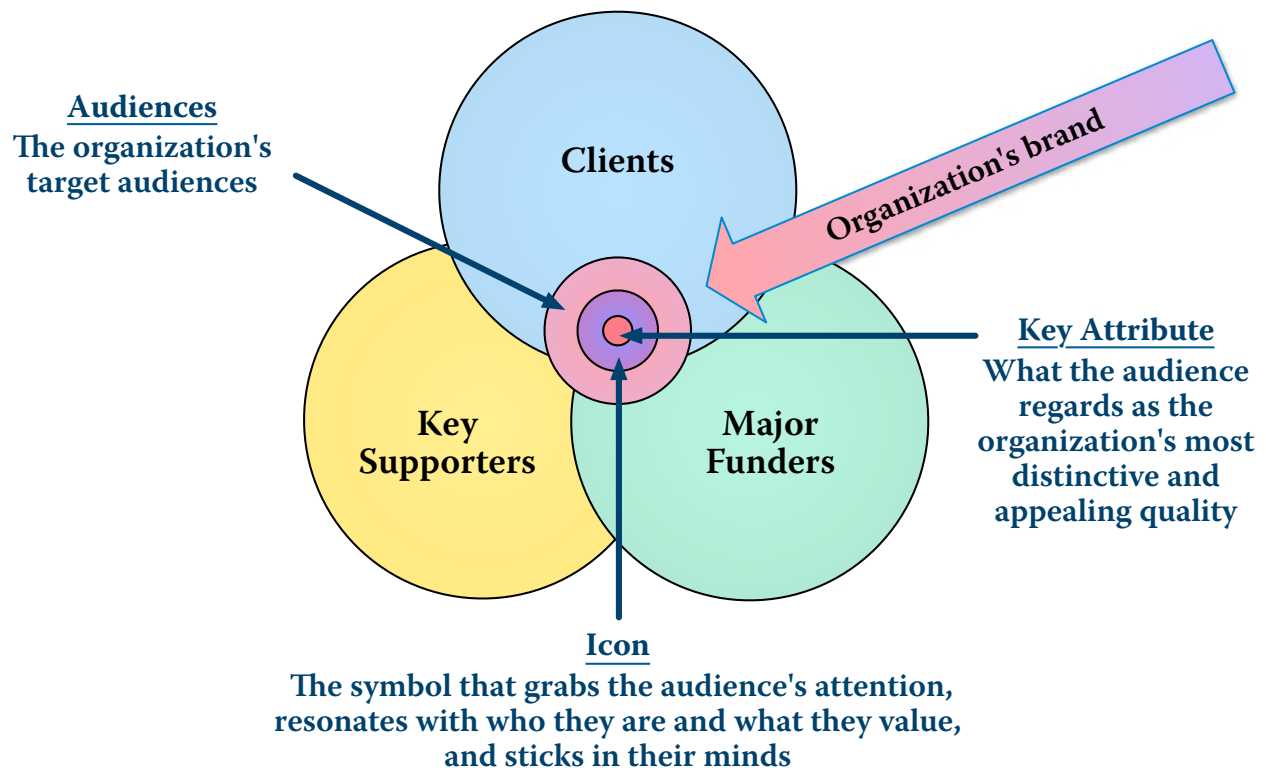 Audiences
The organization's
target audiences
Clients
Organization's brand
Key
Supporters
Major
Funders
Key Attribute
What the audience
regards as the
organization's most
distinctive and
appealing quality
Icon
The symbol that grabs the audience's attention,
resonates with who they are and what they value,
and sticks in their minds